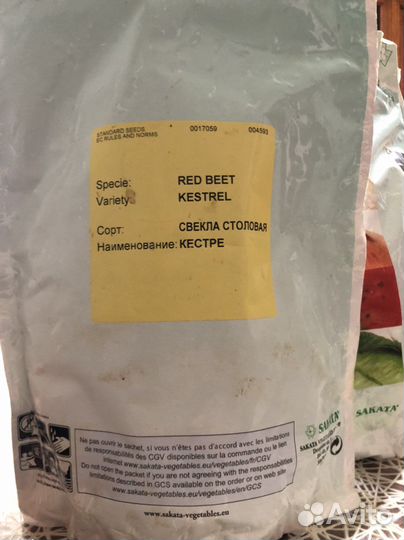 STANDARD SEEDS 0017059 004593
EC RULES AND NORMS
Specie: RED BEET
Variety: KESTREL
Сорт: СВЕКЛА СТОЛОВАЯ
Наименование: КЕСТРЕ
Ne pas ouvrir le sachet, si vous n'êtes pas d'accord avec les limitations
de responsabilités des CGV disponibles sur la commande ou le lien
internet www.sakata-vegetables.eu/vegetables/fr/CGV
Do not open the packet if you are not agreeing with the responsabilities
limitations described in GCS available on the order or on web site
www.sakata-vegetables.eu/vegetables/en/GCS
www.sakata-vegetables.eu
SAKATA
SAKATA
SAKATA
Avito